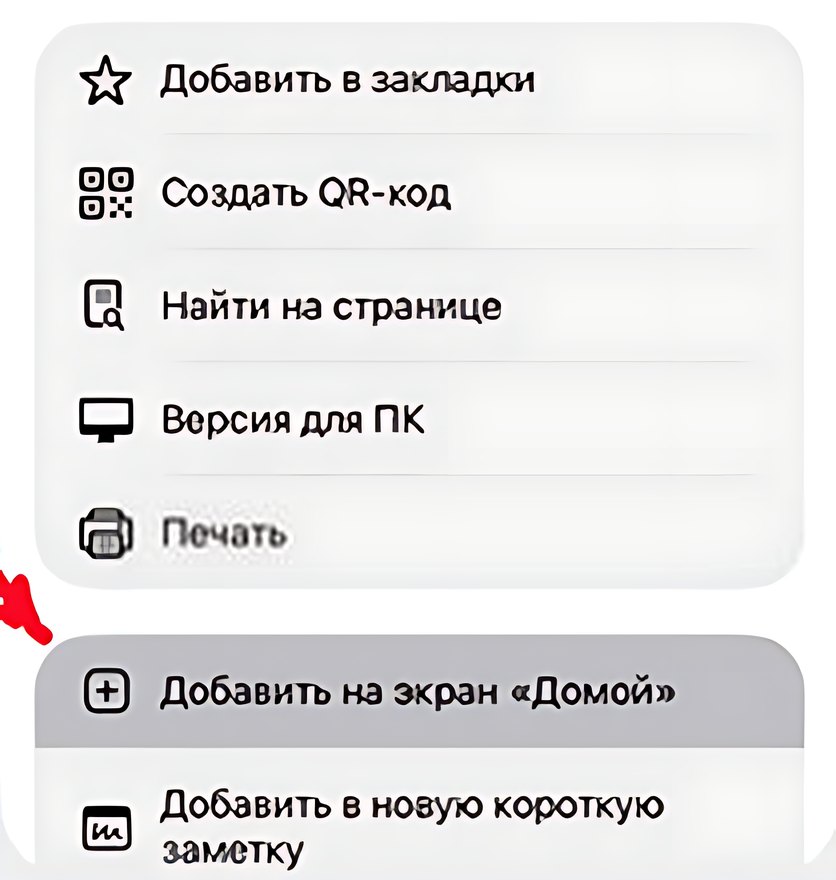 Добавить в закладки
Создать QR-код
Найти на странице
Версия для ПК
Печать
Добавить на экран «Домой»
Добавить в новую короткую
заметку